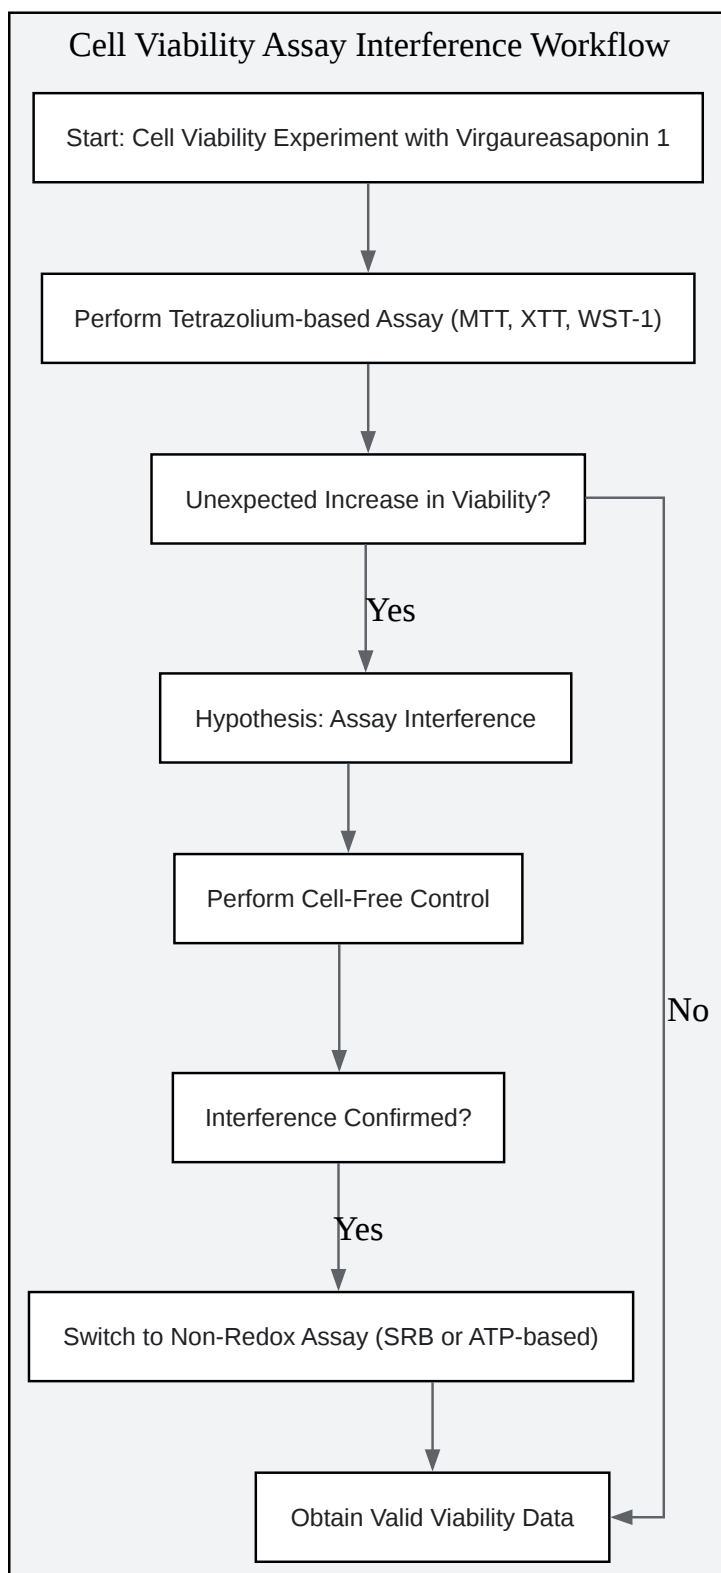 Cell Viability Assay Interference Workflow
Start: Cell Viability Experiment with Virgaureasaponin 1
Perform Tetrazolium-based Assay (MTT, XTT, WST-1)
Unexpected Increase in Viability?
Yes
Hypothesis: Assay Interference
Perform Cell-Free Control
No
Interference Confirmed?
Yes
Switch to Non-Redox Assay (SRB or ATP-based)
Obtain Valid Viability Data